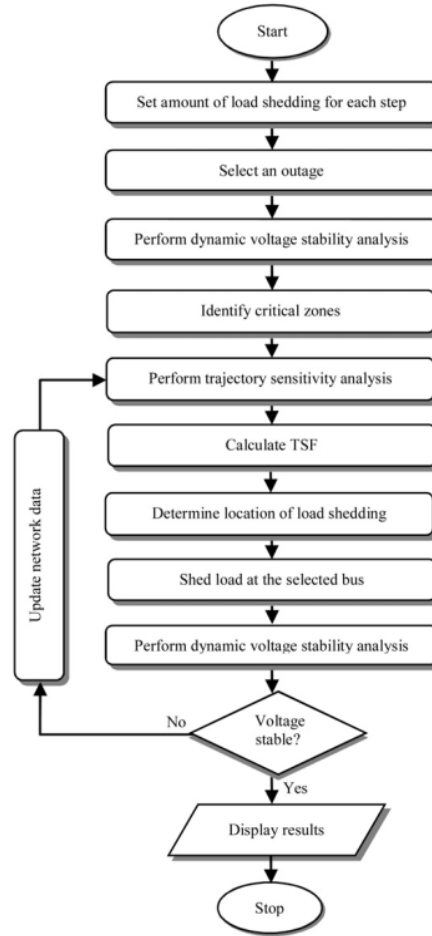 Start
Set amount of load shedding for each step
Select an outage
Perform dynamic voltage stability analysis
Identify critical zones
Perform trajectory sensitivity analysis
Calculate TSF
Determine location of load shedding
Shed load at the selected bus
Perform dynamic voltage stability analysis
Update network data
No
Voltage
stable?
Yes
Display results
Stop